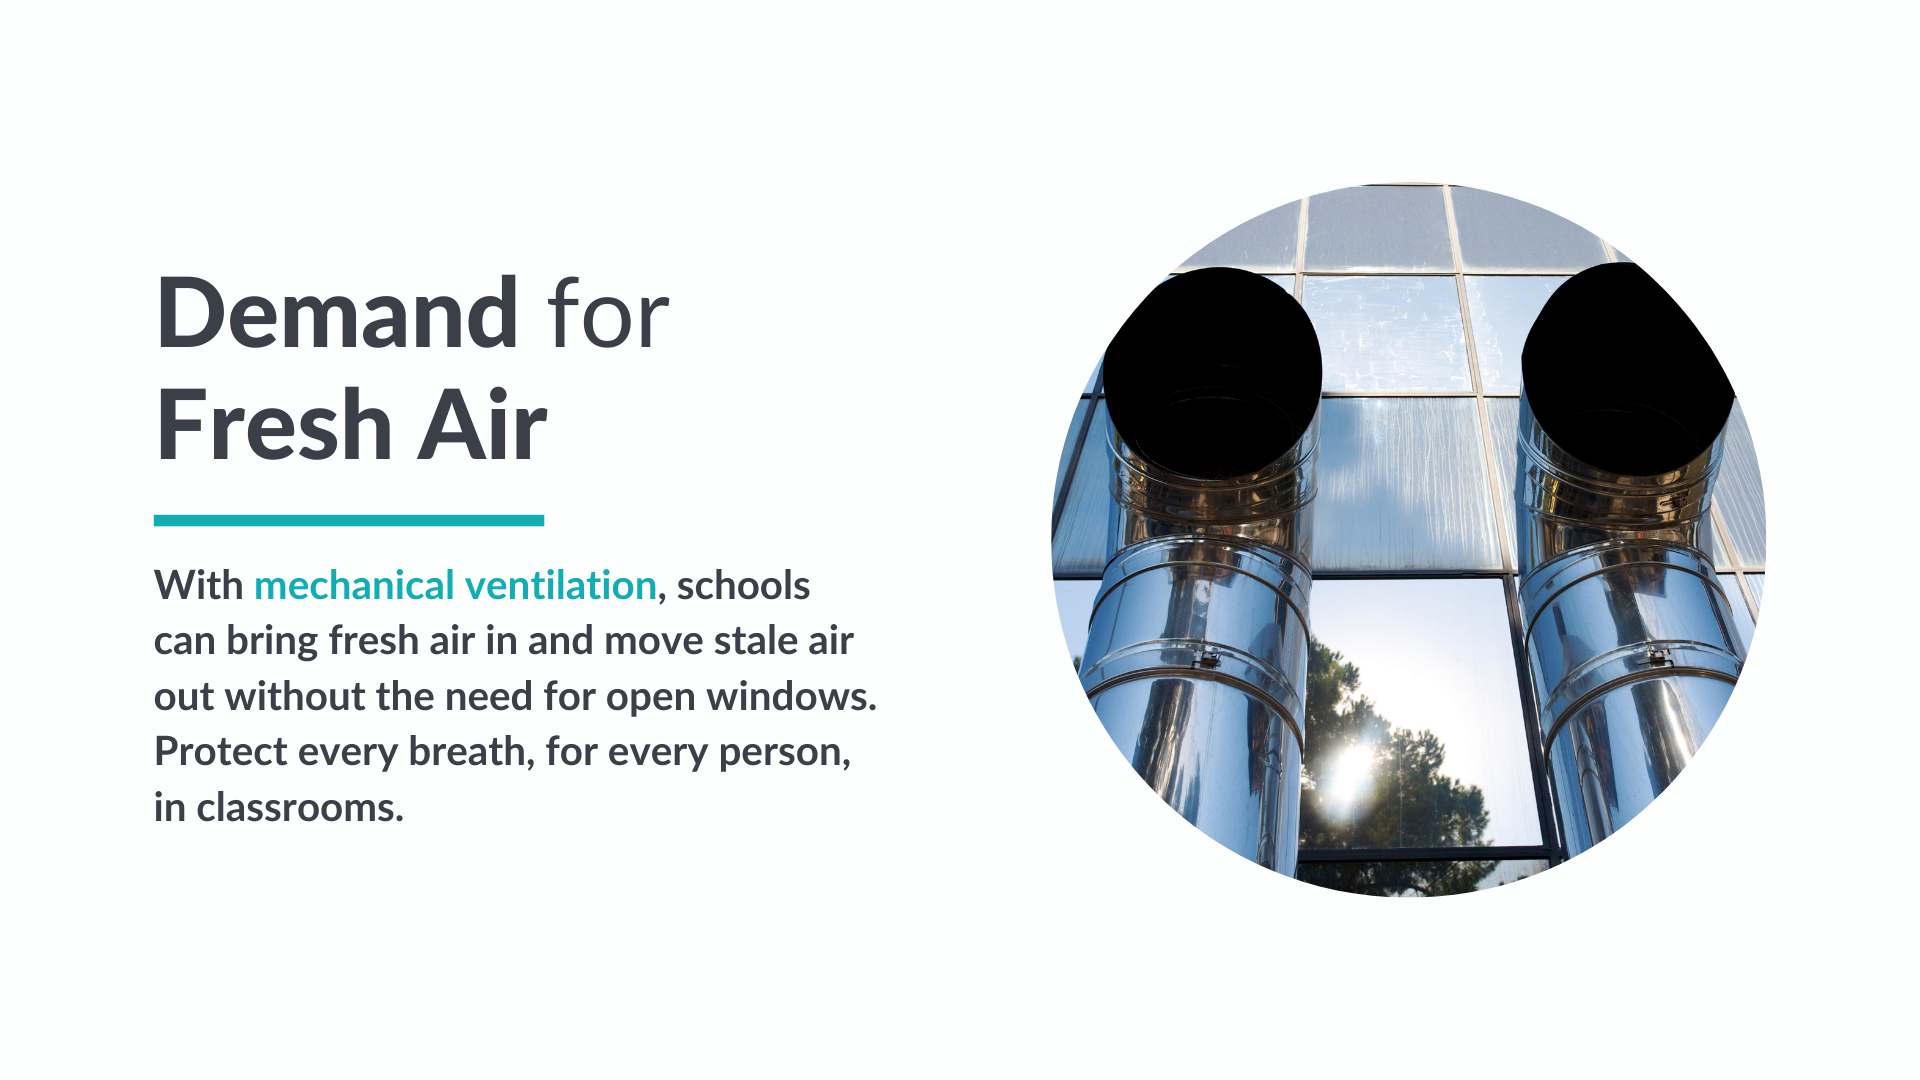 Demand for
Fresh Air
With mechanical ventilation, schools
can bring fresh air in and move stale air
out without the need for open windows.
Protect every breath, for every person,
in classrooms.